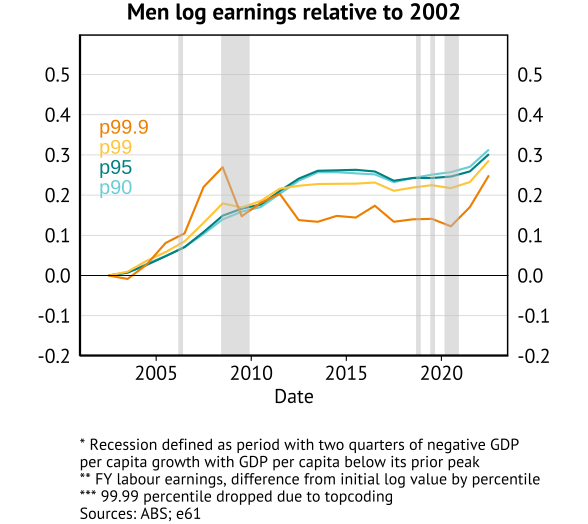 Men log earnings relative to 2002
0.5 0.5
0.4 0.4
p99.9
p99
0.3 0.3
p95
p90
0.2 0.2
0.1 0.1
0.0 0.0
-0.1 -0.1
-0.2 -0.2
2005 2010 2015 2020
Date
* Recession defined as period with two quarters of negative GDP
per capita growth with GDP per capita below its prior peak
** FY labour earnings, difference from initial log value by percentile
*** 99.99 percentile dropped due to topcoding
Sources: ABS; e61